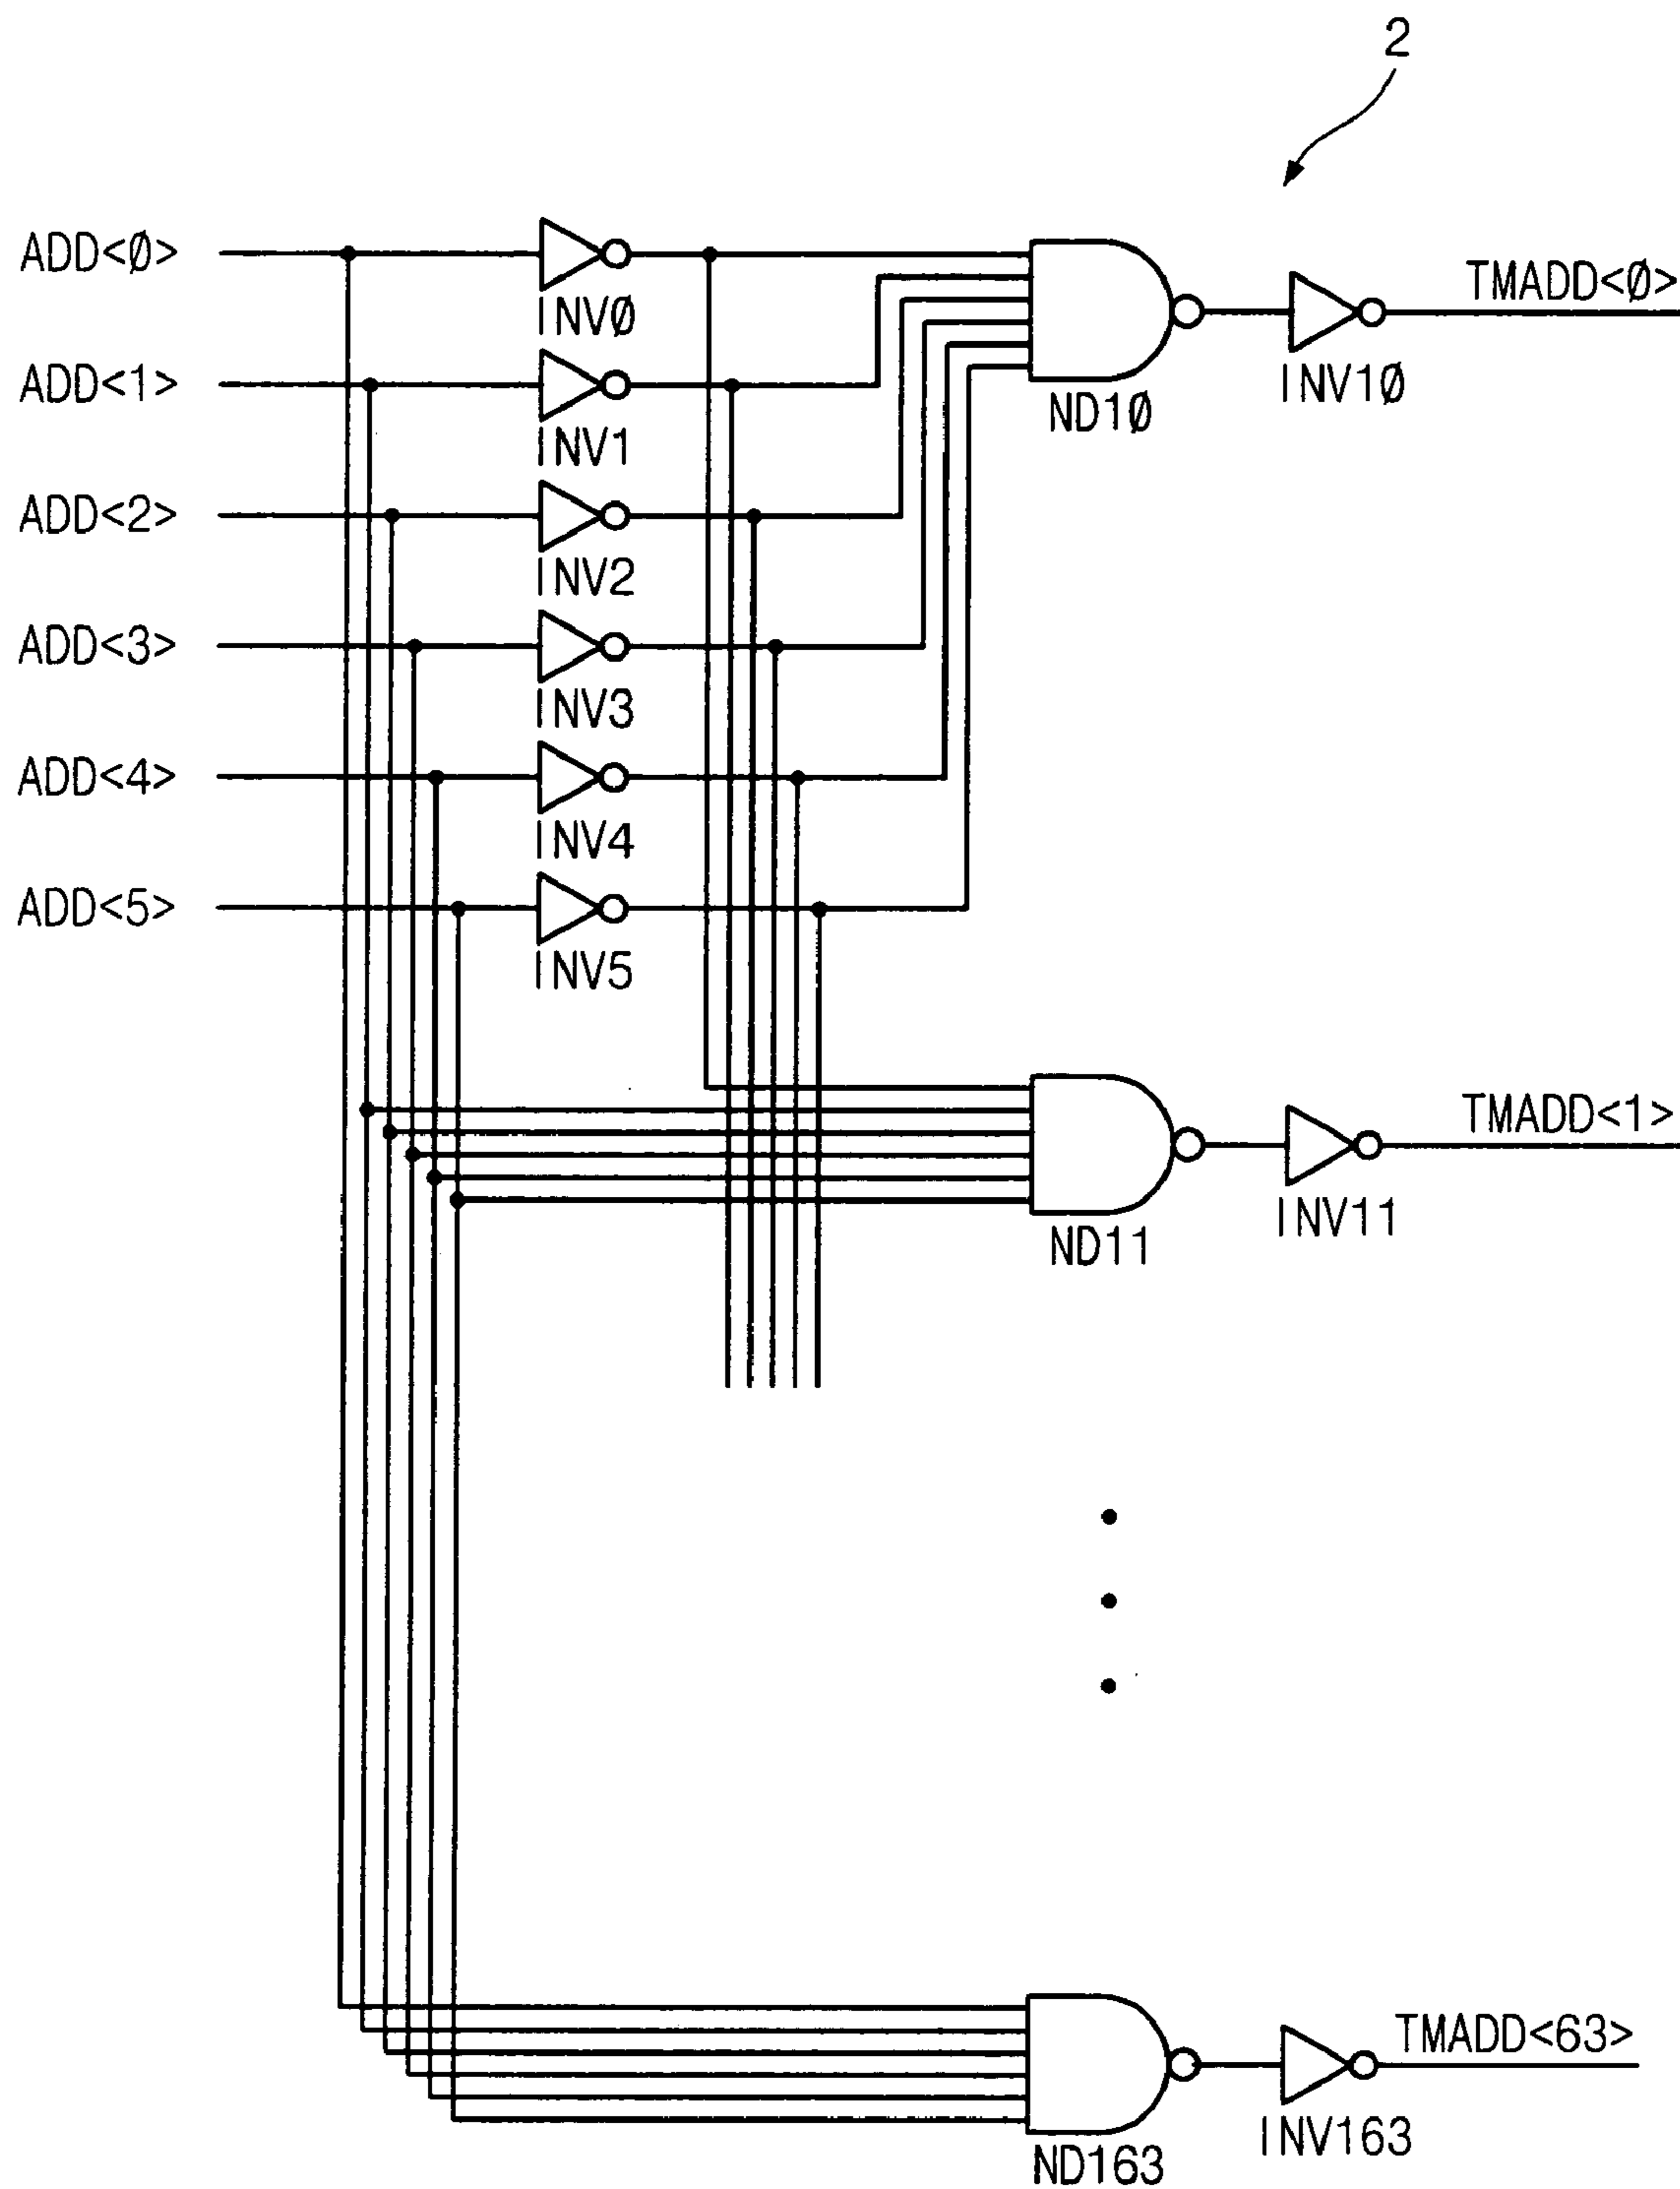 2
ADD<Ø>
INVØ
ND1Ø
INV1Ø
TMADD<Ø>
ADD<1>
INV1
ADD<2>
INV2
ADD<3>
INV3
ADD<4>
INV4
ADD<5>
INV5
ND11
INV11
TMADD<1>
ND163
INV163
TMADD<63>